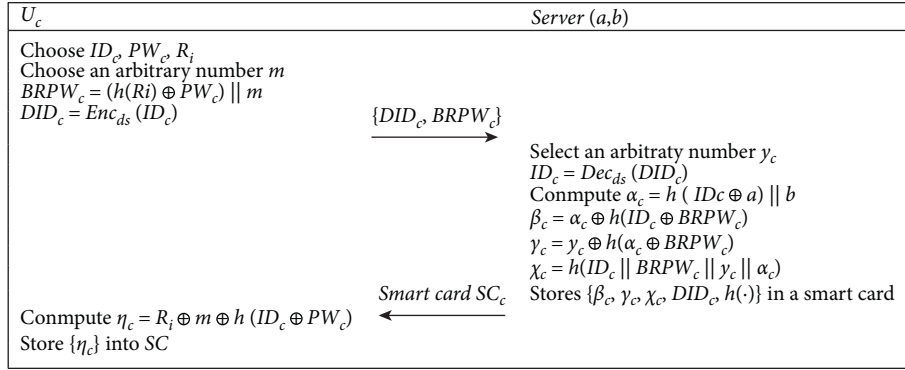 U_c Server (a,b)
Choose ID_c, PW_c, R_i
Choose an arbitrary number m
BRPW_c = (h(Ri) ⊕ PW_c) || m
DID_c = Enc_ds (ID_c)
{DID_c, BRPW_c}
Select an arbitraty number y_c
ID_c = Dec_ds (DID_c)
Conmpute α_c = h ( IDc ⊕ a) || b
β_c = α_c ⊕ h(ID_c ⊕ BRPW_c)
γ_c = y_c ⊕ h(α_c ⊕ BRPW_c)
χ_c = h(ID_c || BRPW_c || y_c || α_c)
Stores {β_c, γ_c, χ_c, DID_c, h(·)} in a smart card
Smart card SC_c
Conmpute η_c = R_i ⊕ m ⊕ h (ID_c ⊕ PW_c)
Store {η_c} into SC